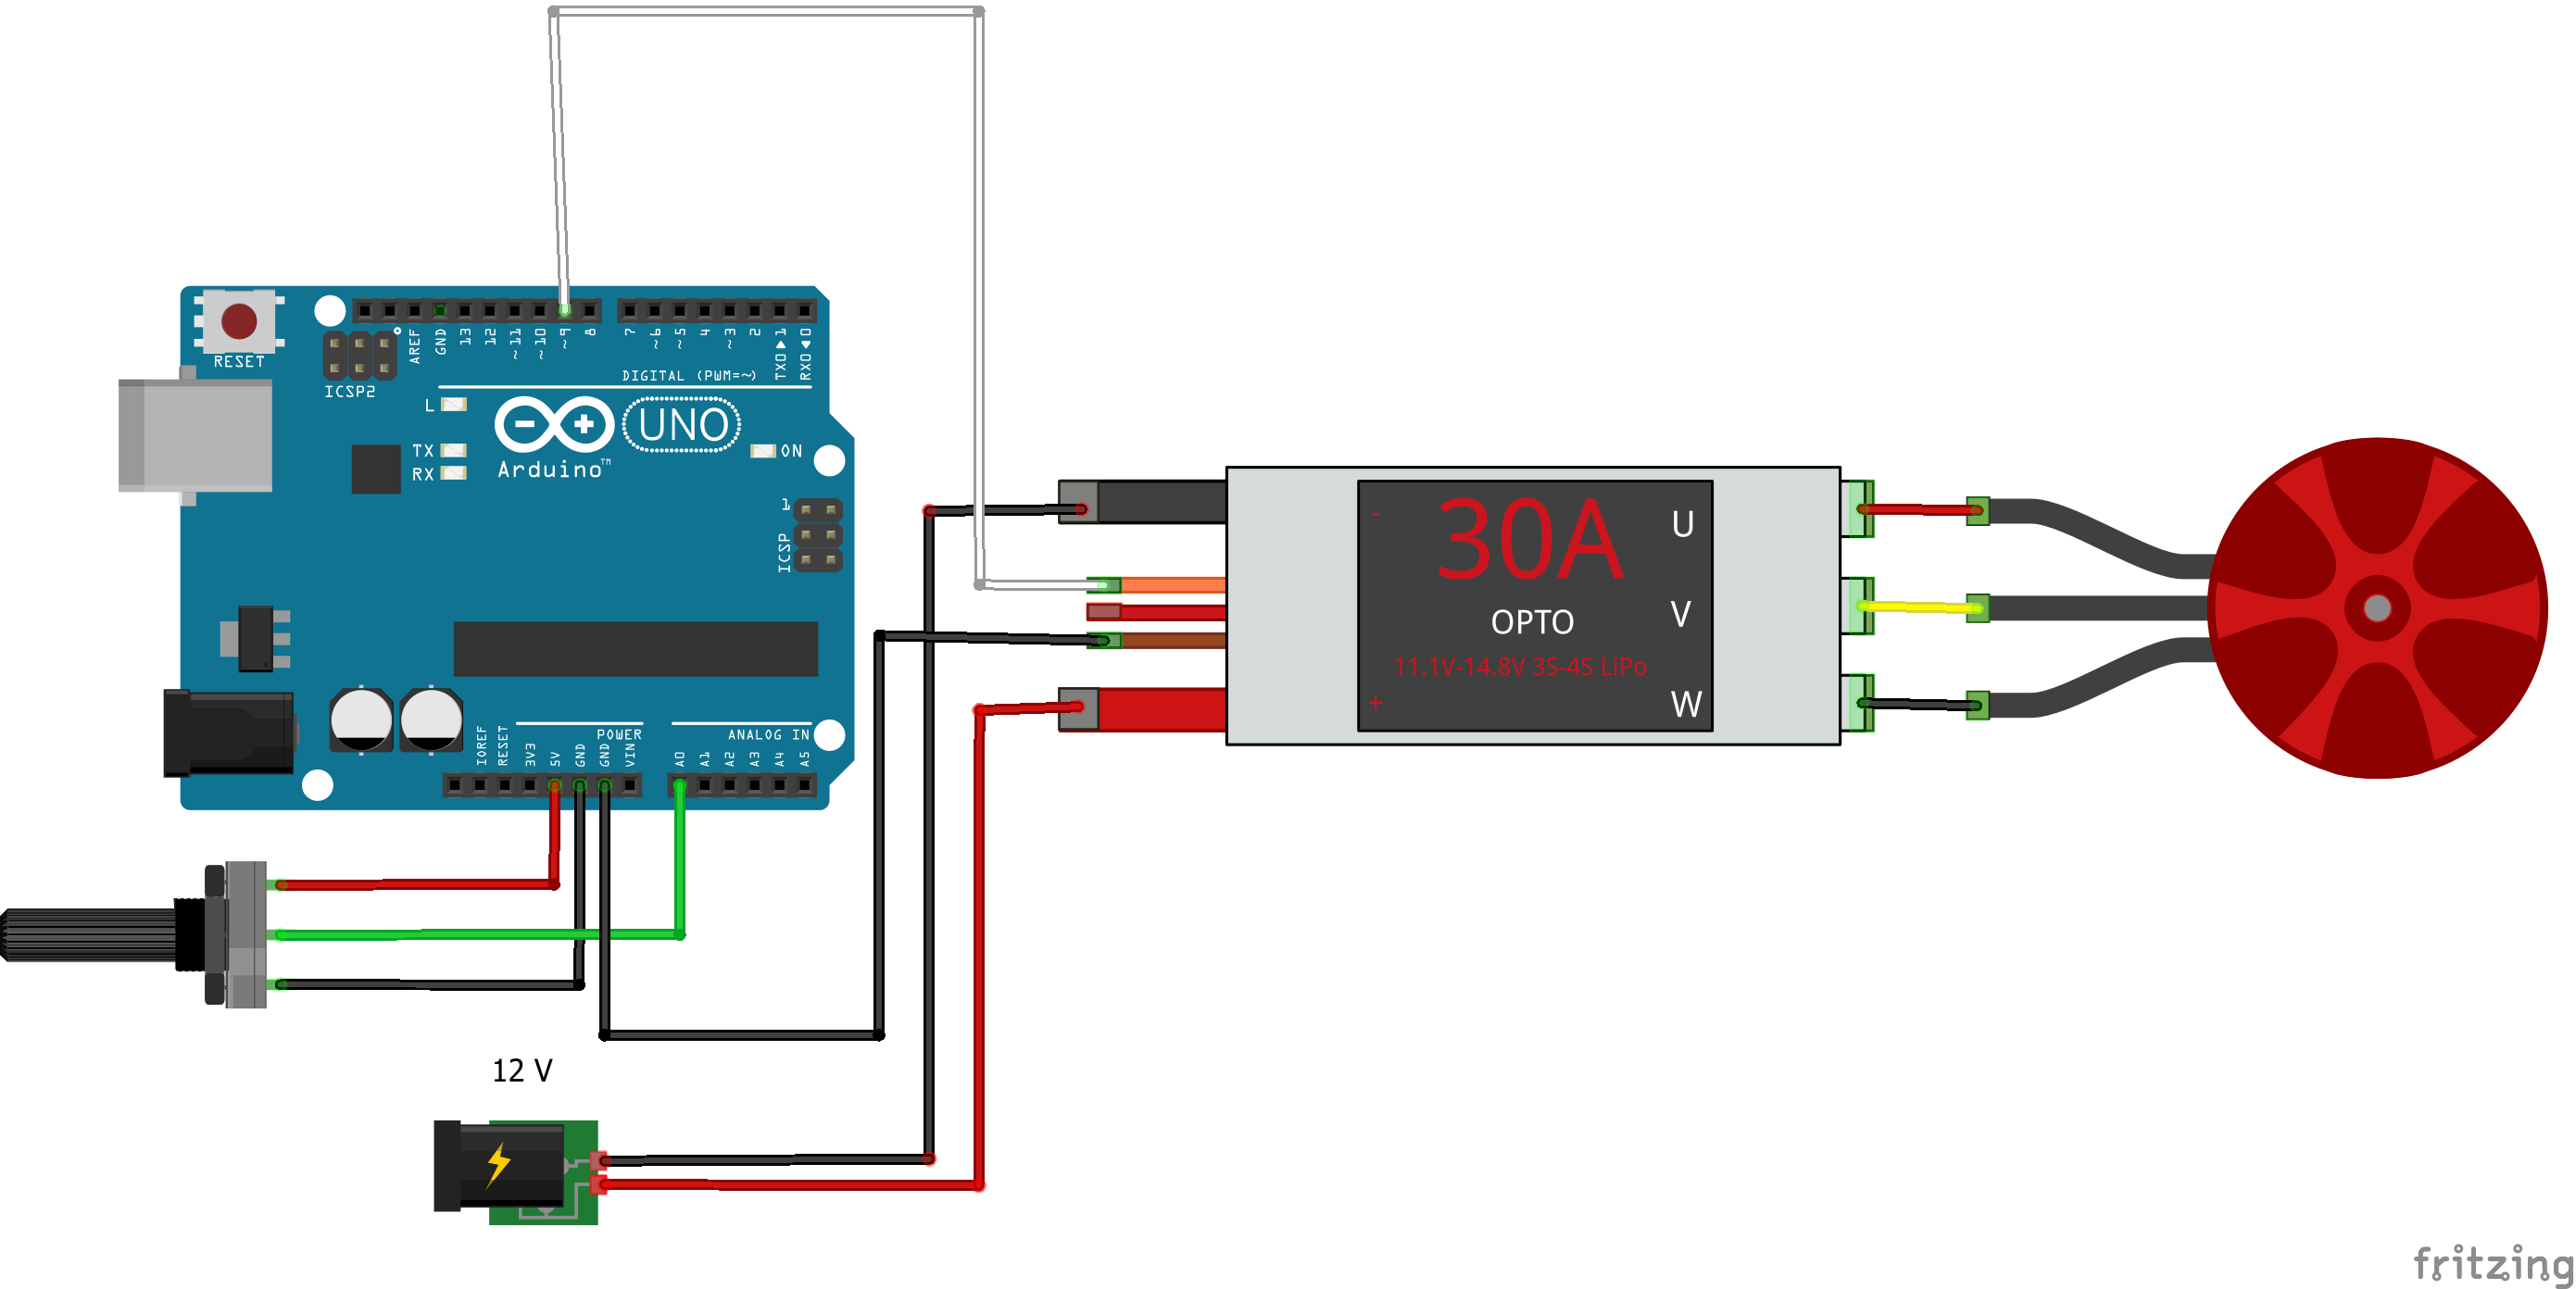 RESET
ICSP2
AREF
GND
13
12
~11
~10
~9
8
7
~6
~5
4
~3
2
TX0 ▶ 1
RX0 ◀ 0
DIGITAL (PWM=~)
L
TX
RX
UNO
ON
Arduino™
1
ICSP
IOREF
RESET
3V3
5V
GND
GND
VIN
POWER
ANALOG IN
A0
A1
A2
A3
A4
A5
-
30A
U
OPTO
V
11.1V-14.8V 3S-4S LiPo
+
W
12 V
fritzing